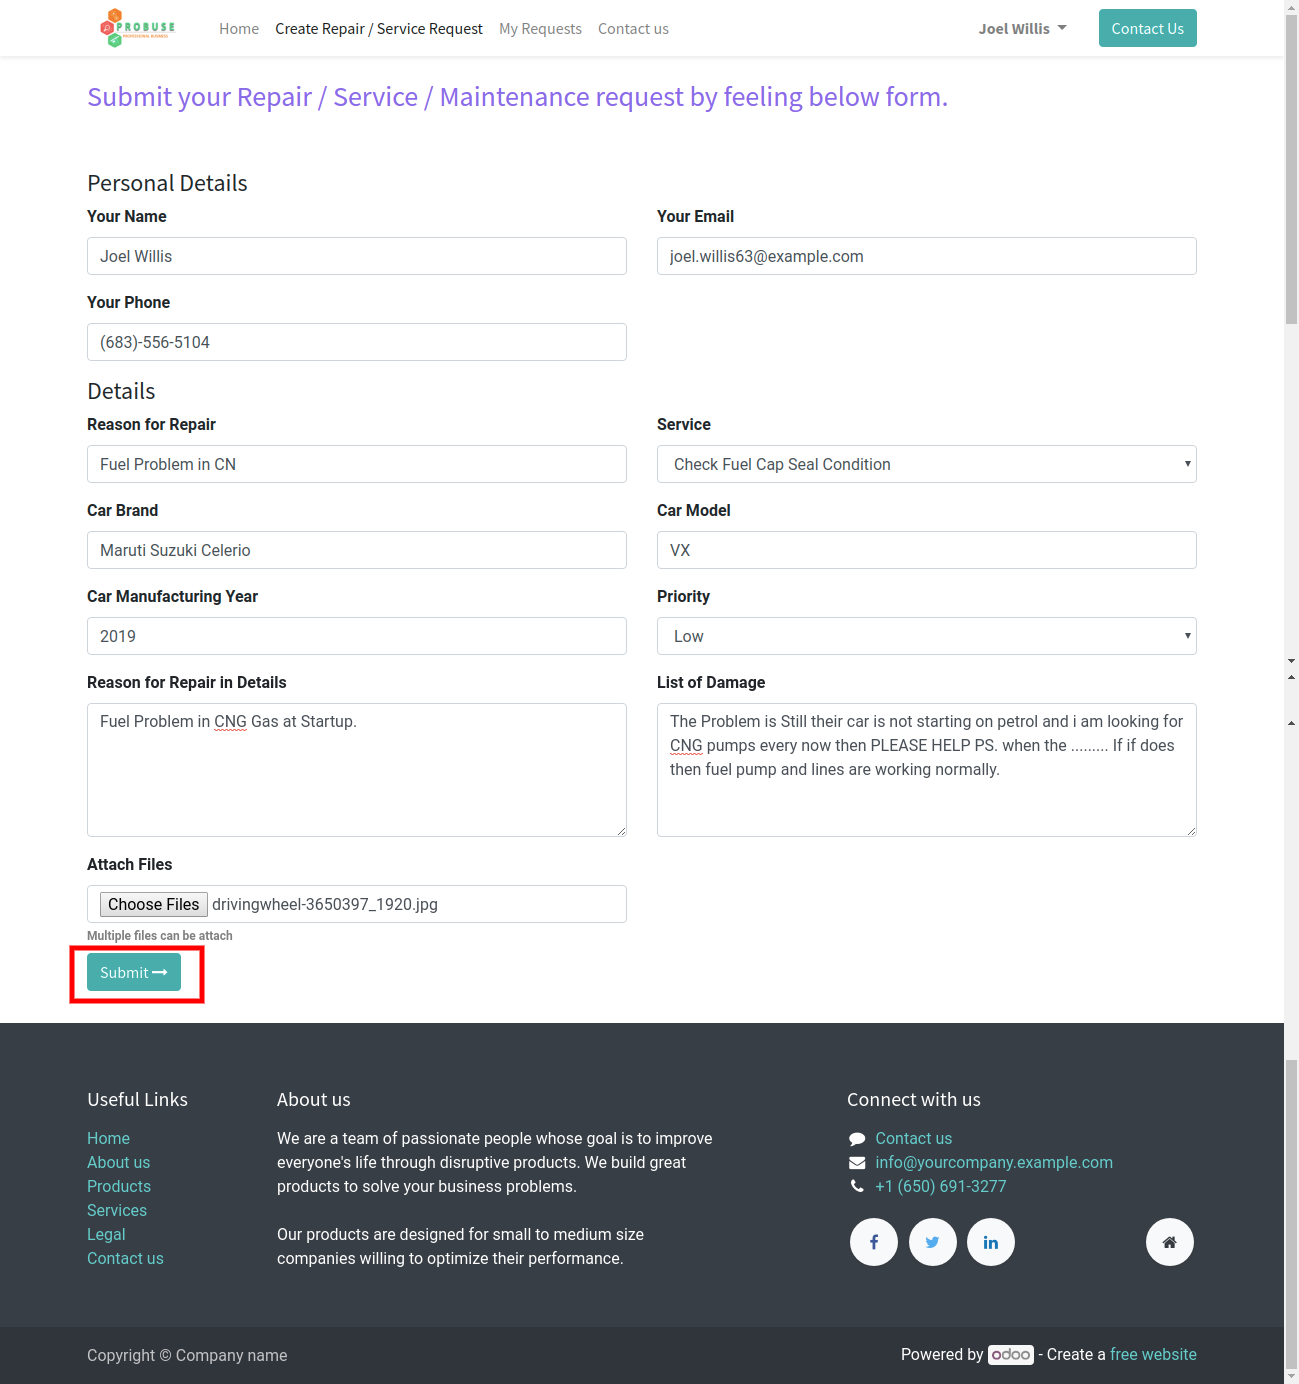 PROBUSE
PROFESSIONAL BUSINESS
Home
Create Repair / Service Request
My Requests
Contact us
Joel Willis
Contact Us
Submit your Repair / Service / Maintenance request by feeling below form.
Personal Details
Your Name
Your Email
Joel Willis
joel.willis63@example.com
Your Phone
(683)-556-5104
Details
Reason for Repair
Service
Fuel Problem in CN
Check Fuel Cap Seal Condition
Car Brand
Car Model
Maruti Suzuki Celerio
VX
Car Manufacturing Year
Priority
2019
Low
Reason for Repair in Details
List of Damage
Fuel Problem in CNG Gas at Startup.
The Problem is Still their car is not starting on petrol and i am looking for
CNG pumps every now then PLEASE HELP PS. when the ......... If if does
then fuel pump and lines are working normally.
Attach Files
Choose Files drivingwheel-3650397_1920.jpg
Multiple files can be attach
Submit
Useful Links
Home
About us
Products
Services
Legal
Contact us
About us
We are a team of passionate people whose goal is to improve
everyone's life through disruptive products. We build great
products to solve your business problems.
Our products are designed for small to medium size
companies willing to optimize their performance.
Connect with us
Contact us
info@yourcompany.example.com
+1 (650) 691-3277
Copyright © Company name
Powered by odoo - Create a free website